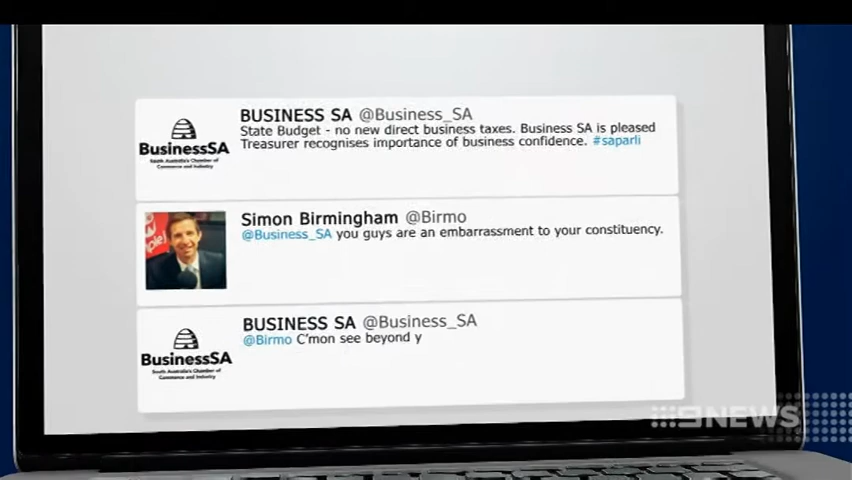 BUSINESS SA @Business_SA
State Budget - no new direct business taxes. Business SA is pleased
Treasurer recognises importance of business confidence. #saparli
BusinessSA
South Australia's Chamber of
Commerce and Industry
Simon Birmingham @Birmo
@Business_SA you guys are an embarrassment to your constituency.
BUSINESS SA @Business_SA
@Birmo C'mon see beyond y
BusinessSA
South Australia's Chamber of
Commerce and Industry
9NEWS